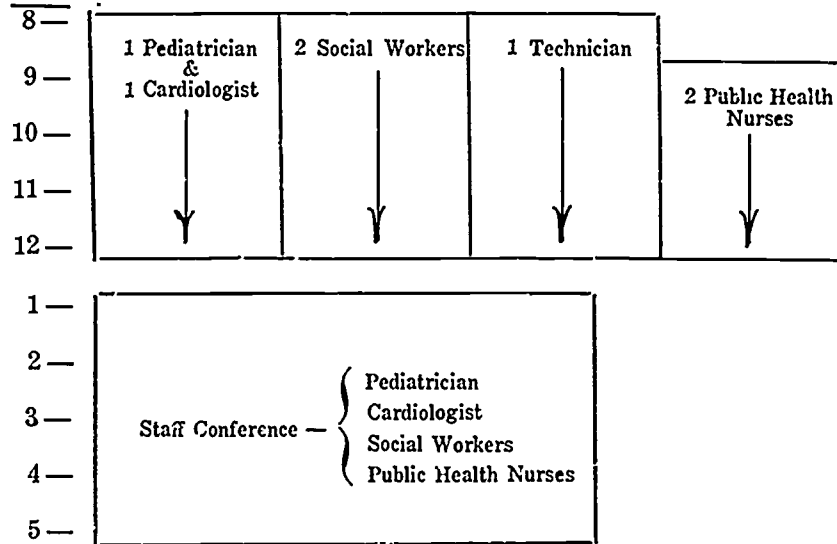 8—
1 Pediatrician
&
1 Cardiologist
2 Social Workers
1 Technician
9—
2 Public Health
Nurses
10—
11—
12—
1—
2—
Pediatrician
Cardiologist
3—
Staff Conference —
Social Workers
4—
Public Health Nurses
5—